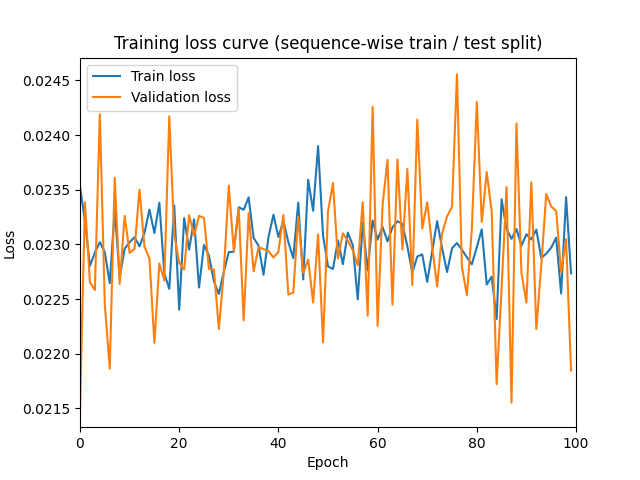 Training loss curve (sequence-wise train / test split)
Train loss
Validation loss
0.0245
0.0240
0.0235
0.0230
0.0225
0.0220
0.0215
Loss
0
20
40
60
80
100
Epoch